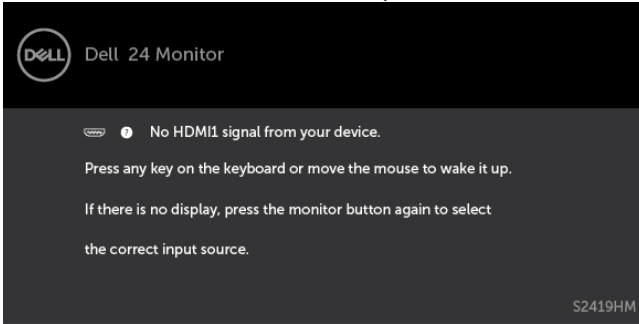 DELL
Dell 24 Monitor
? No HDMI1 signal from your device.
Press any key on the keyboard or move the mouse to wake it up.
If there is no display, press the monitor button again to select
the correct input source.
S2419HM